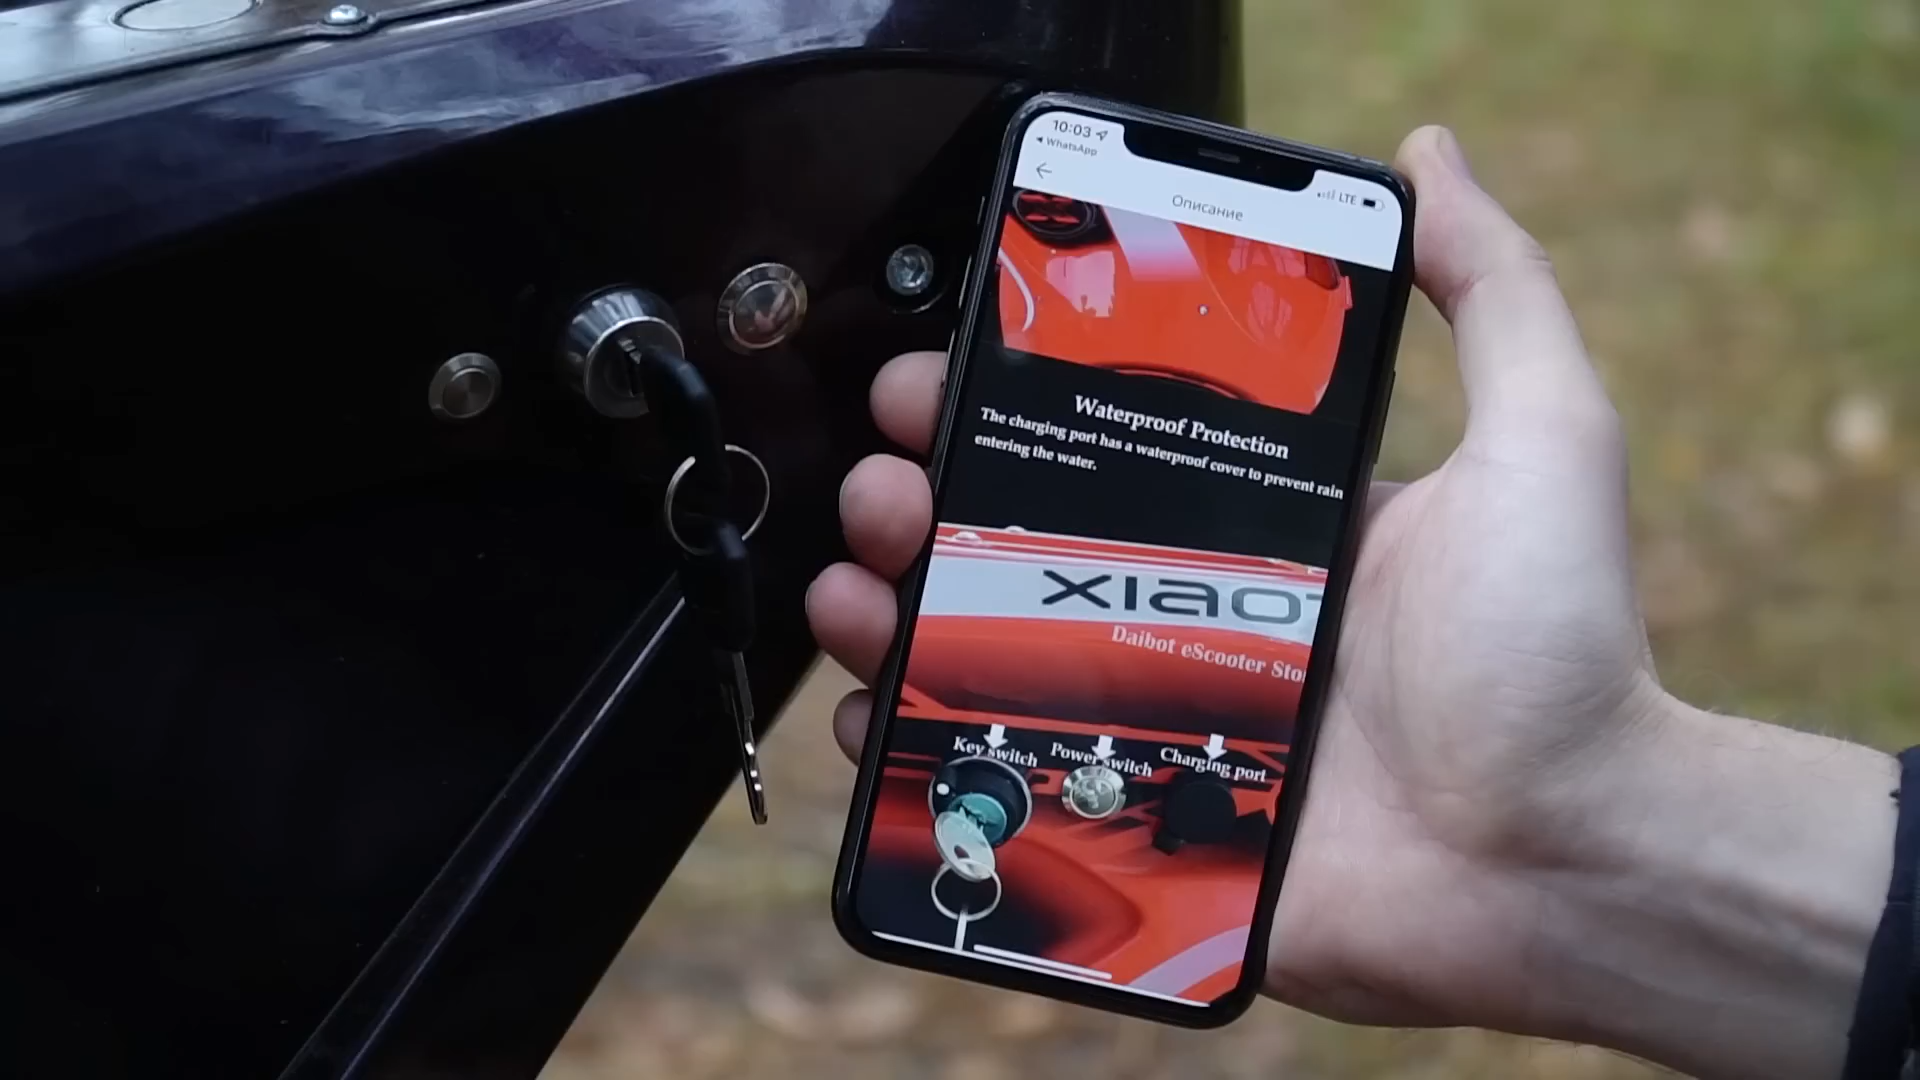 10:03
WhatsApp
LTE
Описание
Waterproof Protection
The charging port has a waterproof cover to prevent rain
entering the water.
XIAO
Daibot eScooter Sto
Key switch
Power switch
Charging port